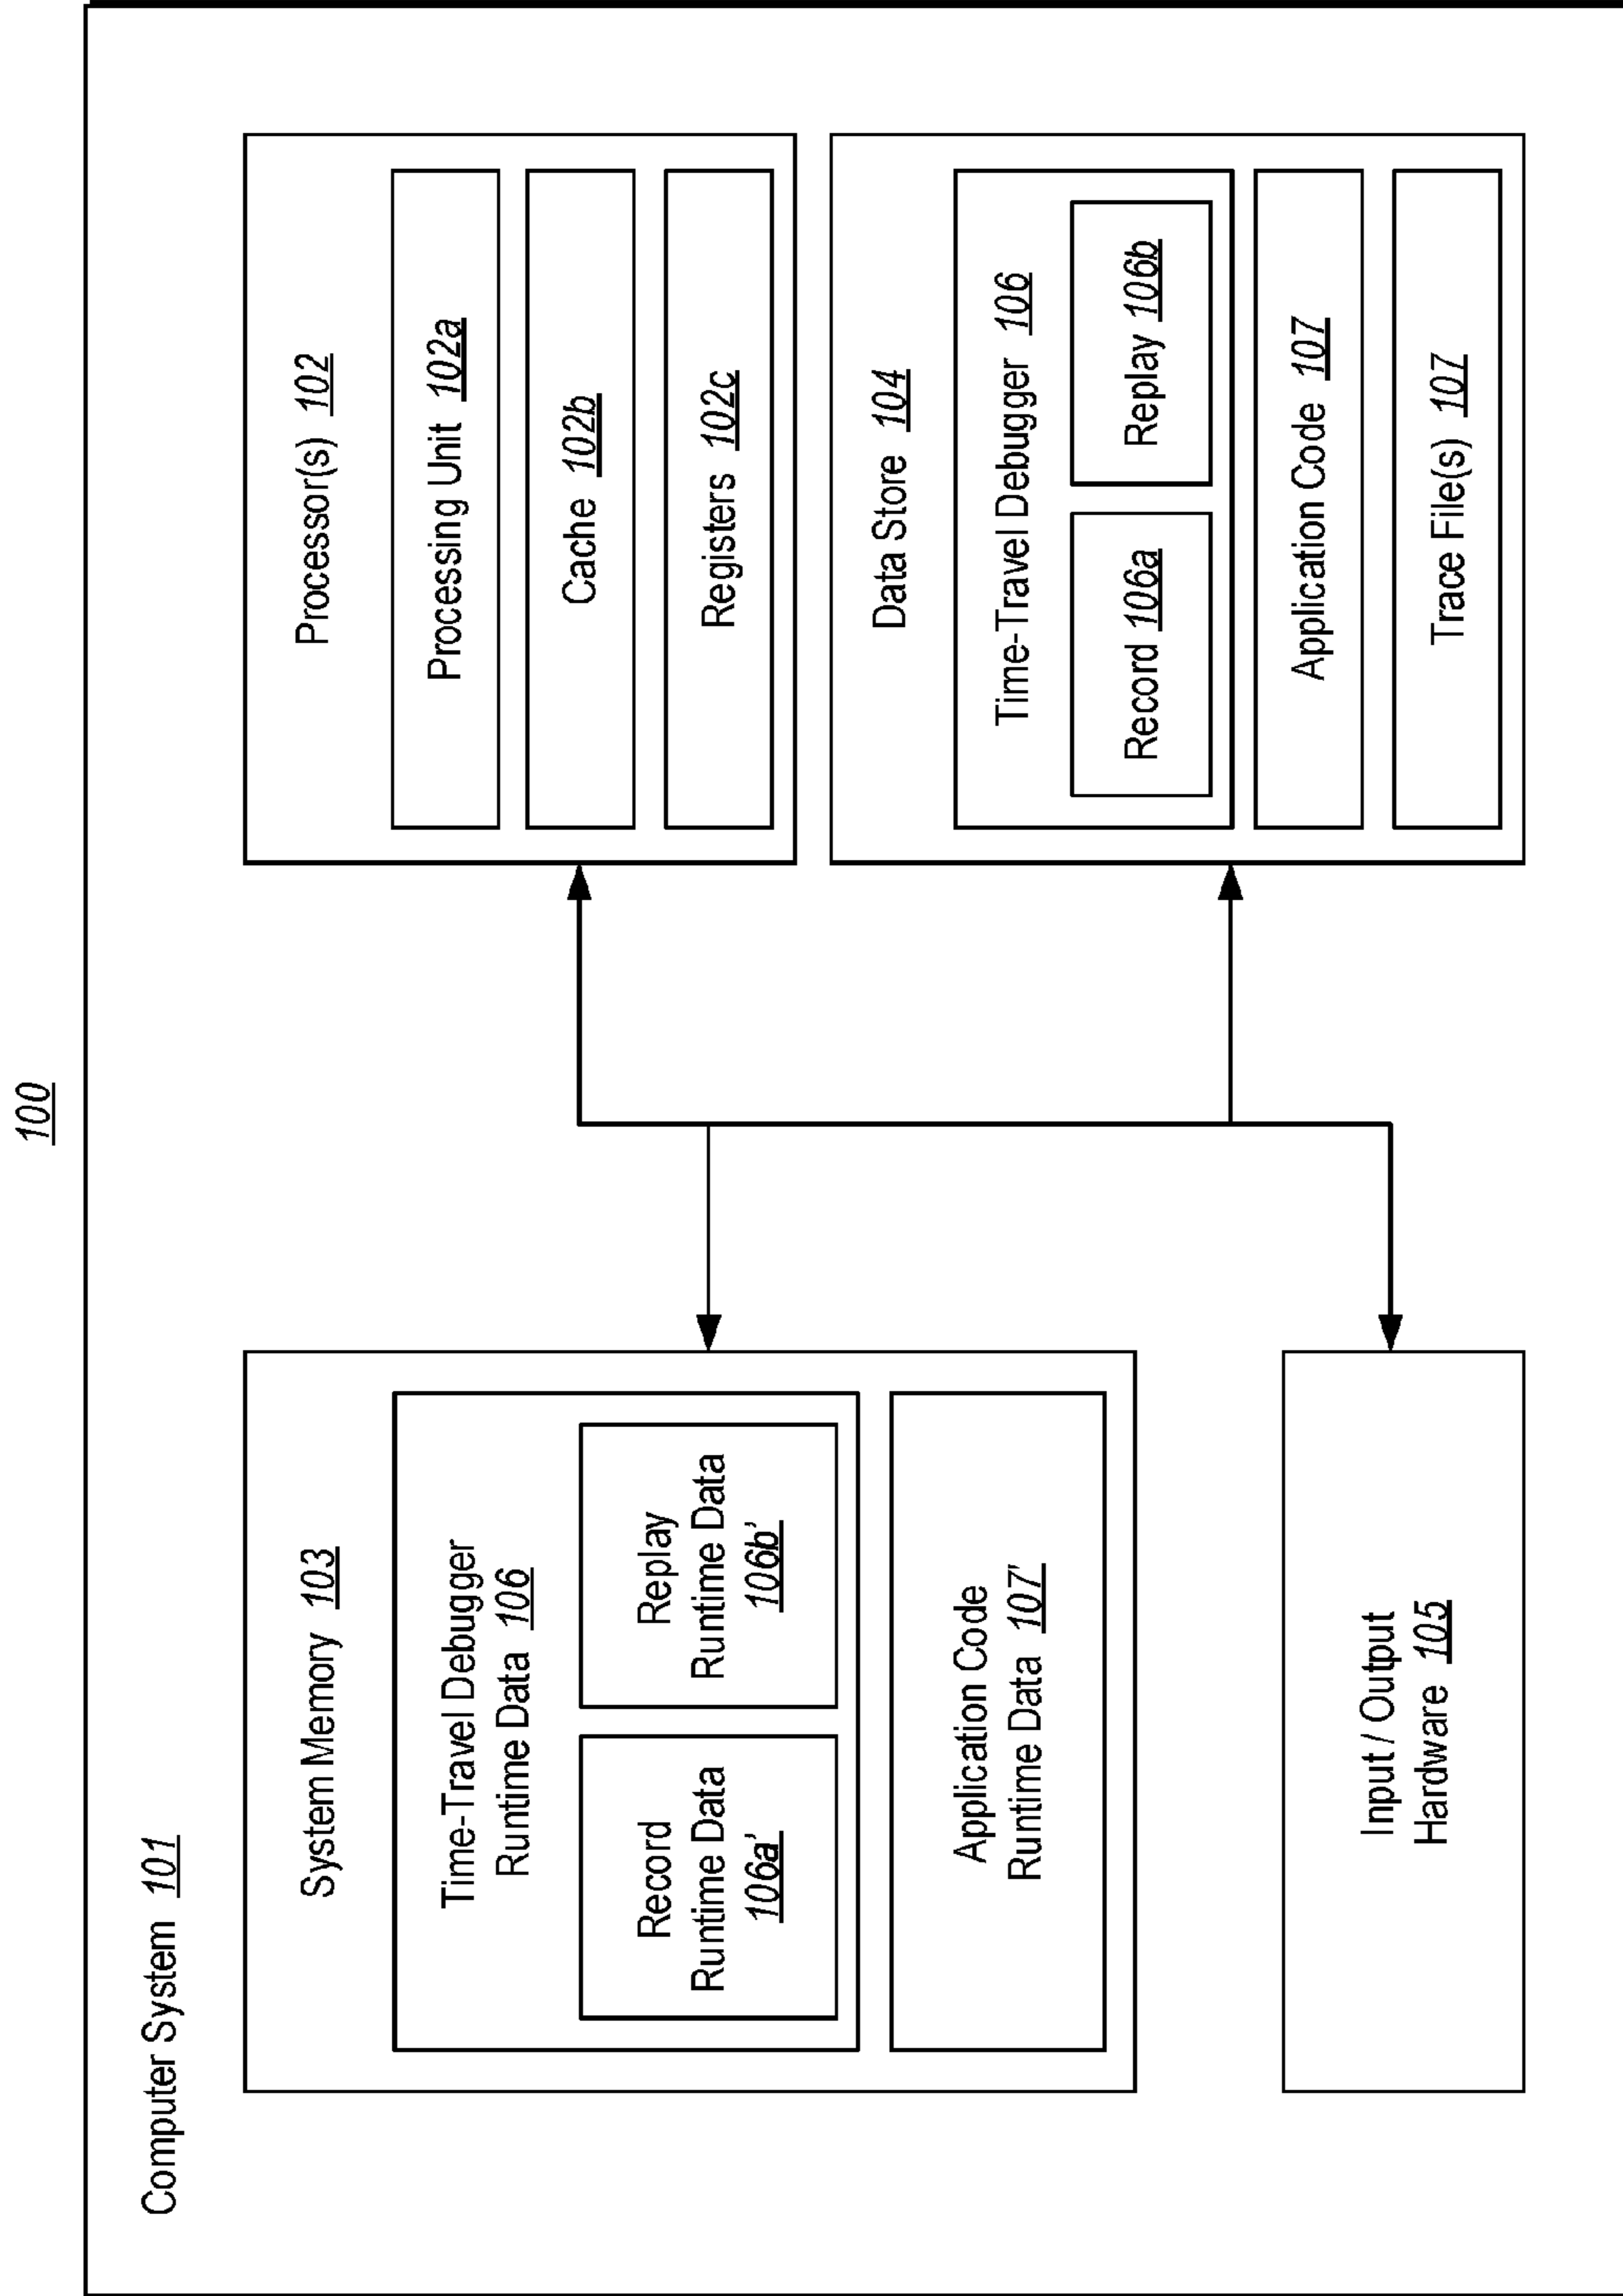 100
Computer System 101
System Memory 103
Time-Travel Debugger
Runtime Data 106
Record
Runtime Data
106a’
Replay
Runtime Data
106b’
Application Code
Runtime Data 107’
Input / Output
Hardware 105
Processor(s) 102
Processing Unit 102a
Cache 102b
Registers 102c
Data Store 104
Time-Travel Debugger 106
Record 106a
Replay 106b
Application Code 107
Trace File(s) 107